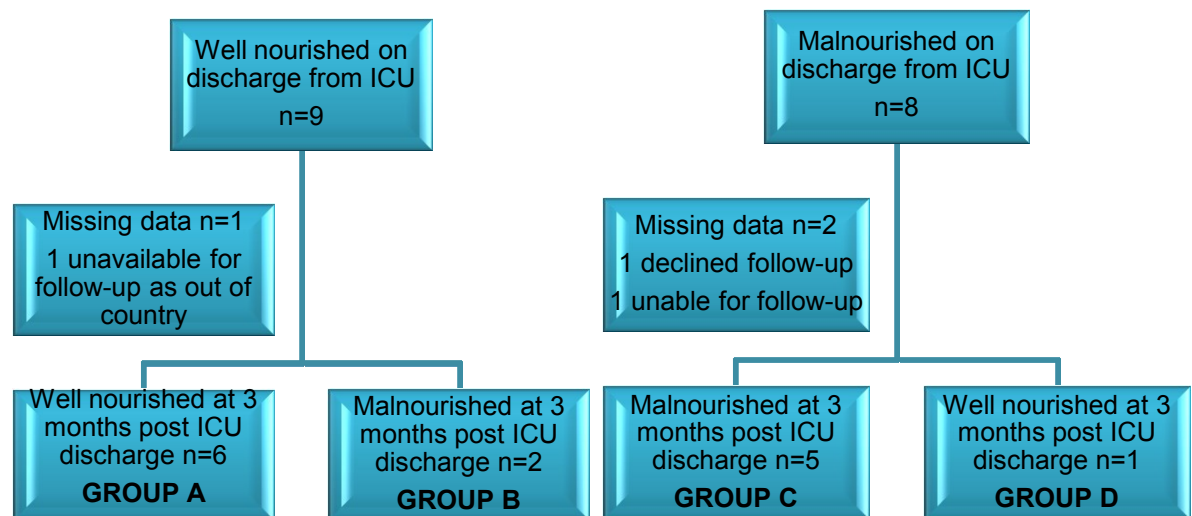 Well nourished on
discharge from ICU
n=9
Malnourished on
discharge from ICU
n=8
Missing data n=1
1 unavailable for
follow-up as out of
country
Missing data n=2
1 declined follow-up
1 unable for follow-up
Well nourished at 3
months post ICU
discharge n=6
GROUP A
Malnourished at 3
months post ICU
discharge n=2
GROUP B
Malnourished at 3
months post ICU
discharge n=5
GROUP C
Well nourished at 3
months post ICU
discharge n=1
GROUP D